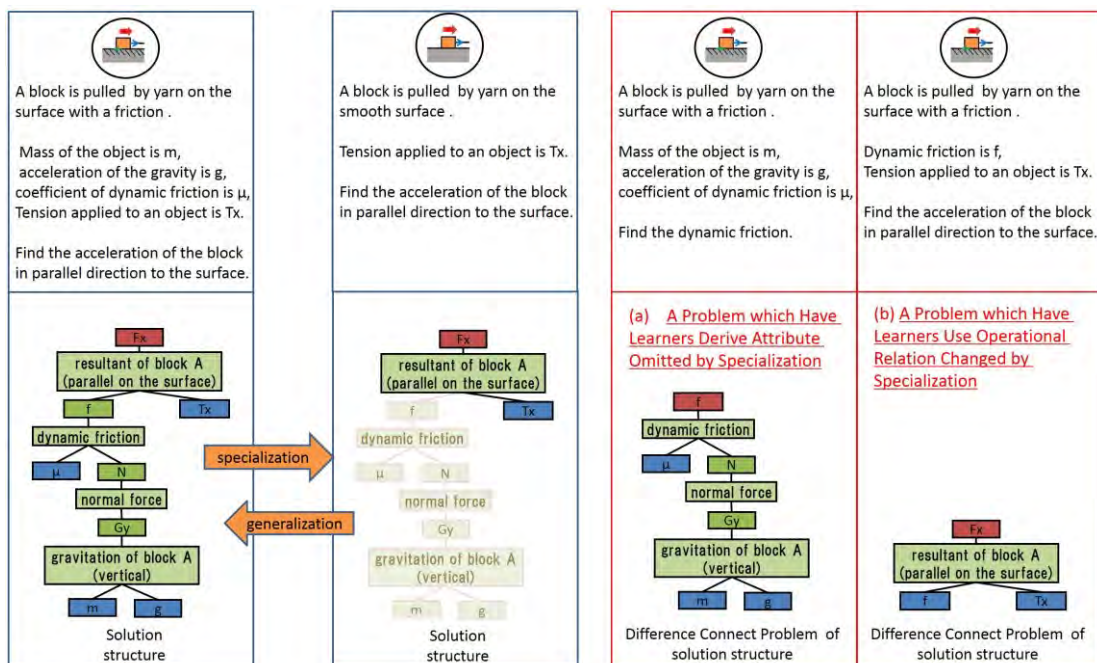 A block is pulled by yarn on the
surface with a friction .
Mass of the object is m,
acceleration of the gravity is g,
coefficient of dynamic friction is μ,
Tension applied to an object is Tx.
Find the acceleration of the block
in parallel direction to the surface.
Fx
resultant of block A
(parallel on the surface)
f
Tx
dynamic friction
μ
N
normal force
Gy
gravitation of block A
(vertical)
m
g
Solution
structure
specialization
generalization
A block is pulled by yarn on the
smooth surface .
Tension applied to an object is Tx.
Find the acceleration of the block
in parallel direction to the surface.
Fx
resultant of block A
(parallel on the surface)
f
Tx
dynamic friction
μ
N
normal force
Gy
gravitation of block A
(vertical)
m
g
Solution
structure
A block is pulled by yarn on the
surface with a friction .
Mass of the object is m,
acceleration of the gravity is g,
coefficient of dynamic friction is μ,
Find the dynamic friction.
(a) A Problem which Have
Learners Derive Attribute
Omitted by Specialization
f
dynamic friction
μ
N
normal force
Gy
gravitation of block A
(vertical)
m
g
Difference Connect Problem of
solution structure
A block is pulled by yarn on the
surface with a friction .
Dynamic friction is f,
Tension applied to an object is Tx.
Find the acceleration of the block
in parallel direction to the surface.
(b) A Problem which Have
Learners Use Operational
Relation Changed by
Specialization
Fx
resultant of block A
(parallel on the surface)
f
Tx
Difference Connect Problem of
solution structure